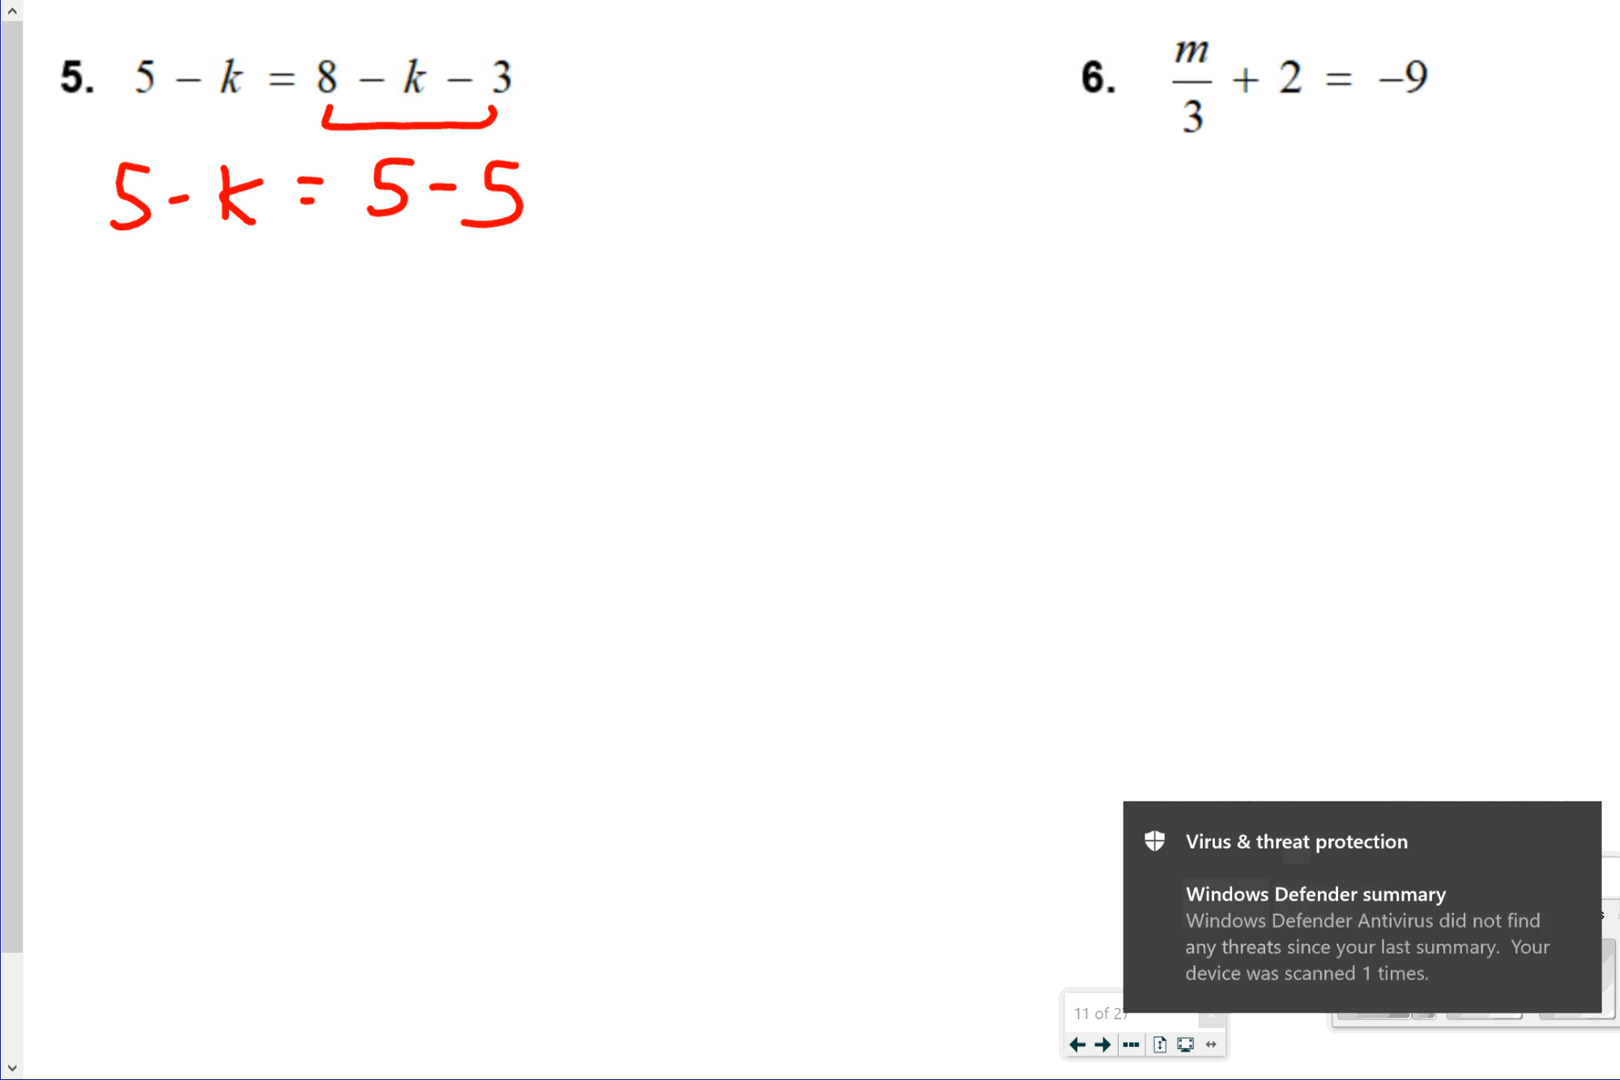 5. 5 − k = 8 − k − 3
5 - k = 5 - 5
6. m/3 + 2 = −9
Virus & threat protection
Windows Defender summary
Windows Defender Antivirus did not find
any threats since your last summary. Your
device was scanned 1 times.
11 of 27